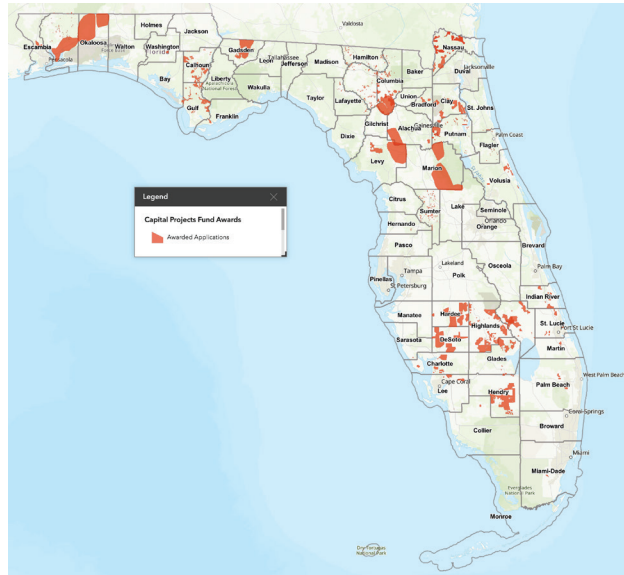 Valdista
Holmes
Jackson
Escambia
Okaloosa
Walton
Washington
Florida
Pensacola
Gadsden
Tallahassee
Leon
Jefferson
Madison
Hamilton
Nassau
Jacksonville
Duval
Baker
Columbia
Calhoun
Bay
Liberty
Apalachicola
National Forest
Wakulla
Taylor
Lafayette
Union
Bradford
Clay
St. Johns
Gulf
Franklin
Gilchrist
Alachua
Gainesville
Putnam
Palm Coast
Dixie
Flagler
Levy
Marion
Volusia
Legend
Capital Projects Fund Awards
Awarded Applications
Citrus
Lake
Sumter
Seminole
Orlando
Hernando
Orange
Pasco
Brevard
Lakeland
Osceola
Palm Bay
Tampa
Polk
Pinellas
St Petersburg
Indian River
Manatee
Hardee
Highlands
St. Lucie
Port St Lucie
Sarasota
DeSoto
Martin
Glades
Charlotte
Cape Coral
West Palm Beach
Palm Beach
Lee
Hendry
Coral Springs
Broward
Collier
Miami
Miami-Dade
Everglades
National Park
Monroe
Dry Tortugas
National Park